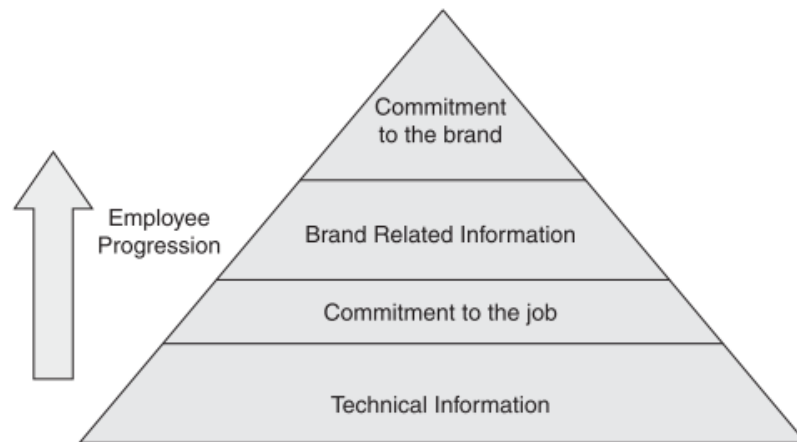 Commitment
to the brand
Employee
Progression
Brand Related Information
Commitment to the job
Technical Information